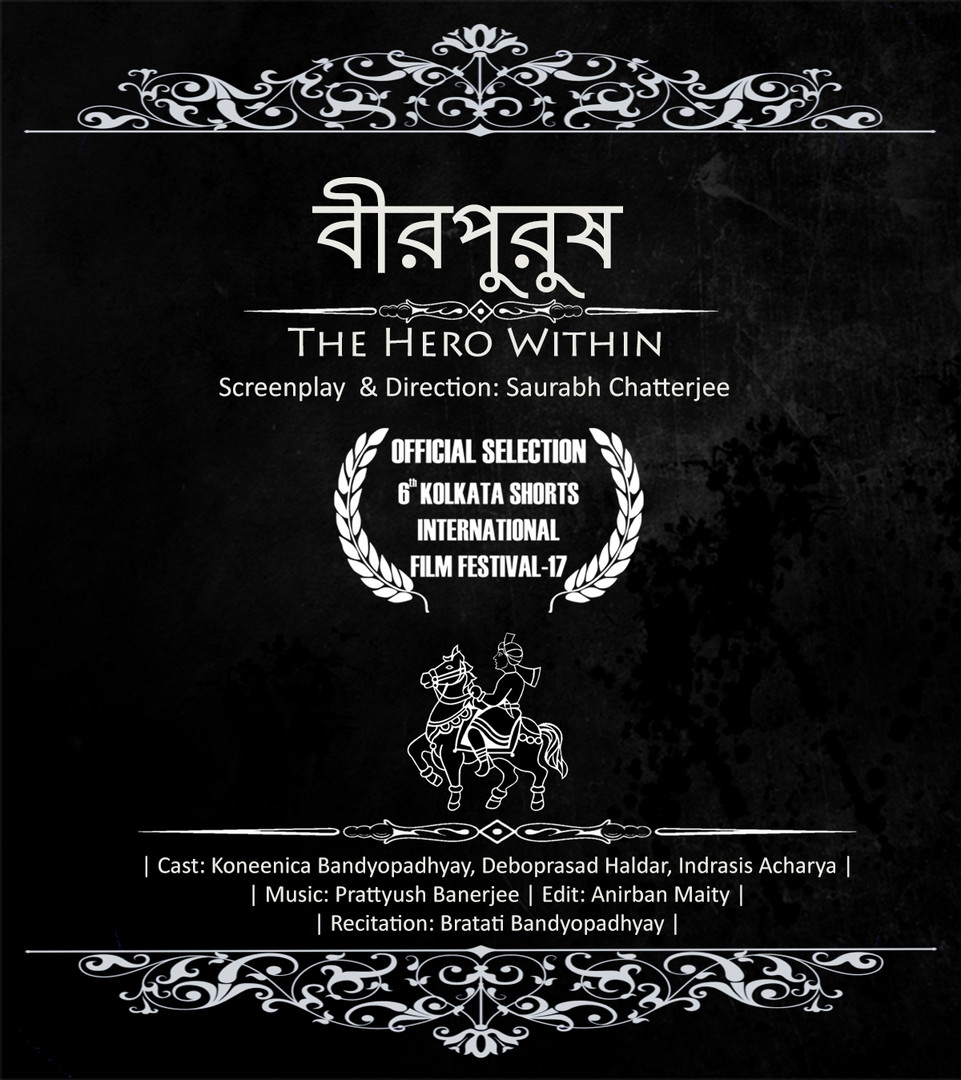 বীরপুরুষ
THE HERO WITHIN
Screenplay & Direction: Saurabh Chatterjee
OFFICIAL SELECTION
6th KOLKATA SHORTS
INTERNATIONAL
FILM FESTIVAL-17
| Cast: Koneenica Bandyopadhyay, Deboprasad Haldar, Indrasis Acharya |
| Music: Prattyush Banerjee | Edit: Anirban Maity |
| Recitation: Bratati Bandyopadhyay |